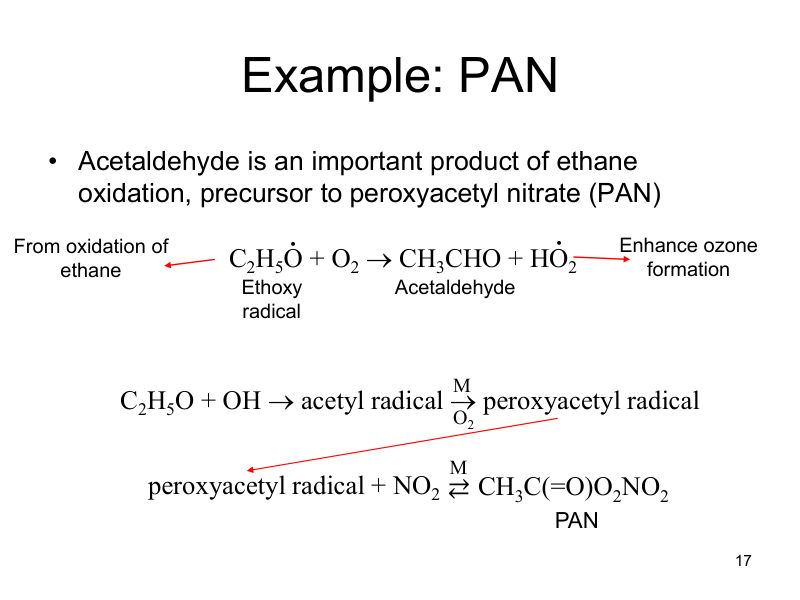 Example: PAN
• Acetaldehyde is an important product of ethane
oxidation, precursor to peroxyacetyl nitrate (PAN)
From oxidation of
ethane
C₂H₅Ȯ + O₂ → CH₃CHO + HȮ₂
Enhance ozone
formation
Ethoxy
radical
Acetaldehyde
M
C₂H₅O + OH → acetyl radical → peroxyacetyl radical
O₂
M
peroxyacetyl radical + NO₂ ⇄ CH₃C(=O)O₂NO₂
PAN
17